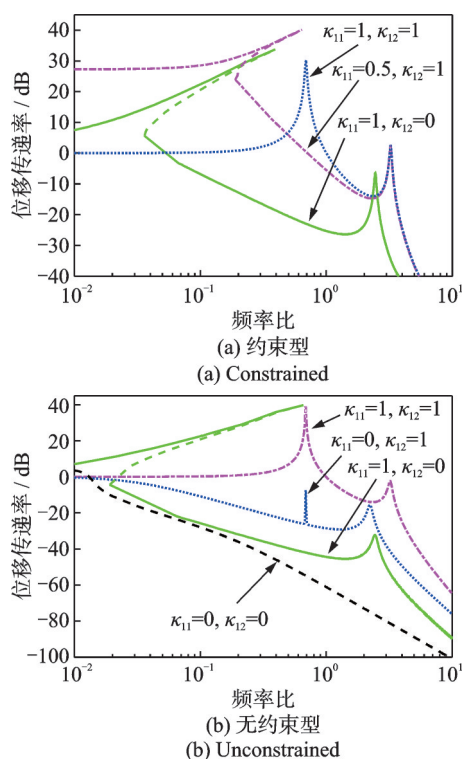 位移传递率 / dB
40
30
20
10
0
−10
−20
−30
−40
κ₁₁=1, κ₁₂=1
κ₁₁=0.5, κ₁₂=1
κ₁₁=1, κ₁₂=0
10⁻² 10⁻¹ 10⁰ 10¹
频率比
(a) 约束型
(a) Constrained
位移传递率 / dB
40
20
0
−20
−40
−60
−80
−100
κ₁₁=1, κ₁₂=1
κ₁₁=0, κ₁₂=1
κ₁₁=1, κ₁₂=0
κ₁₁=0, κ₁₂=0
10⁻² 10⁻¹ 10⁰ 10¹
频率比
(b) 无约束型
(b) Unconstrained